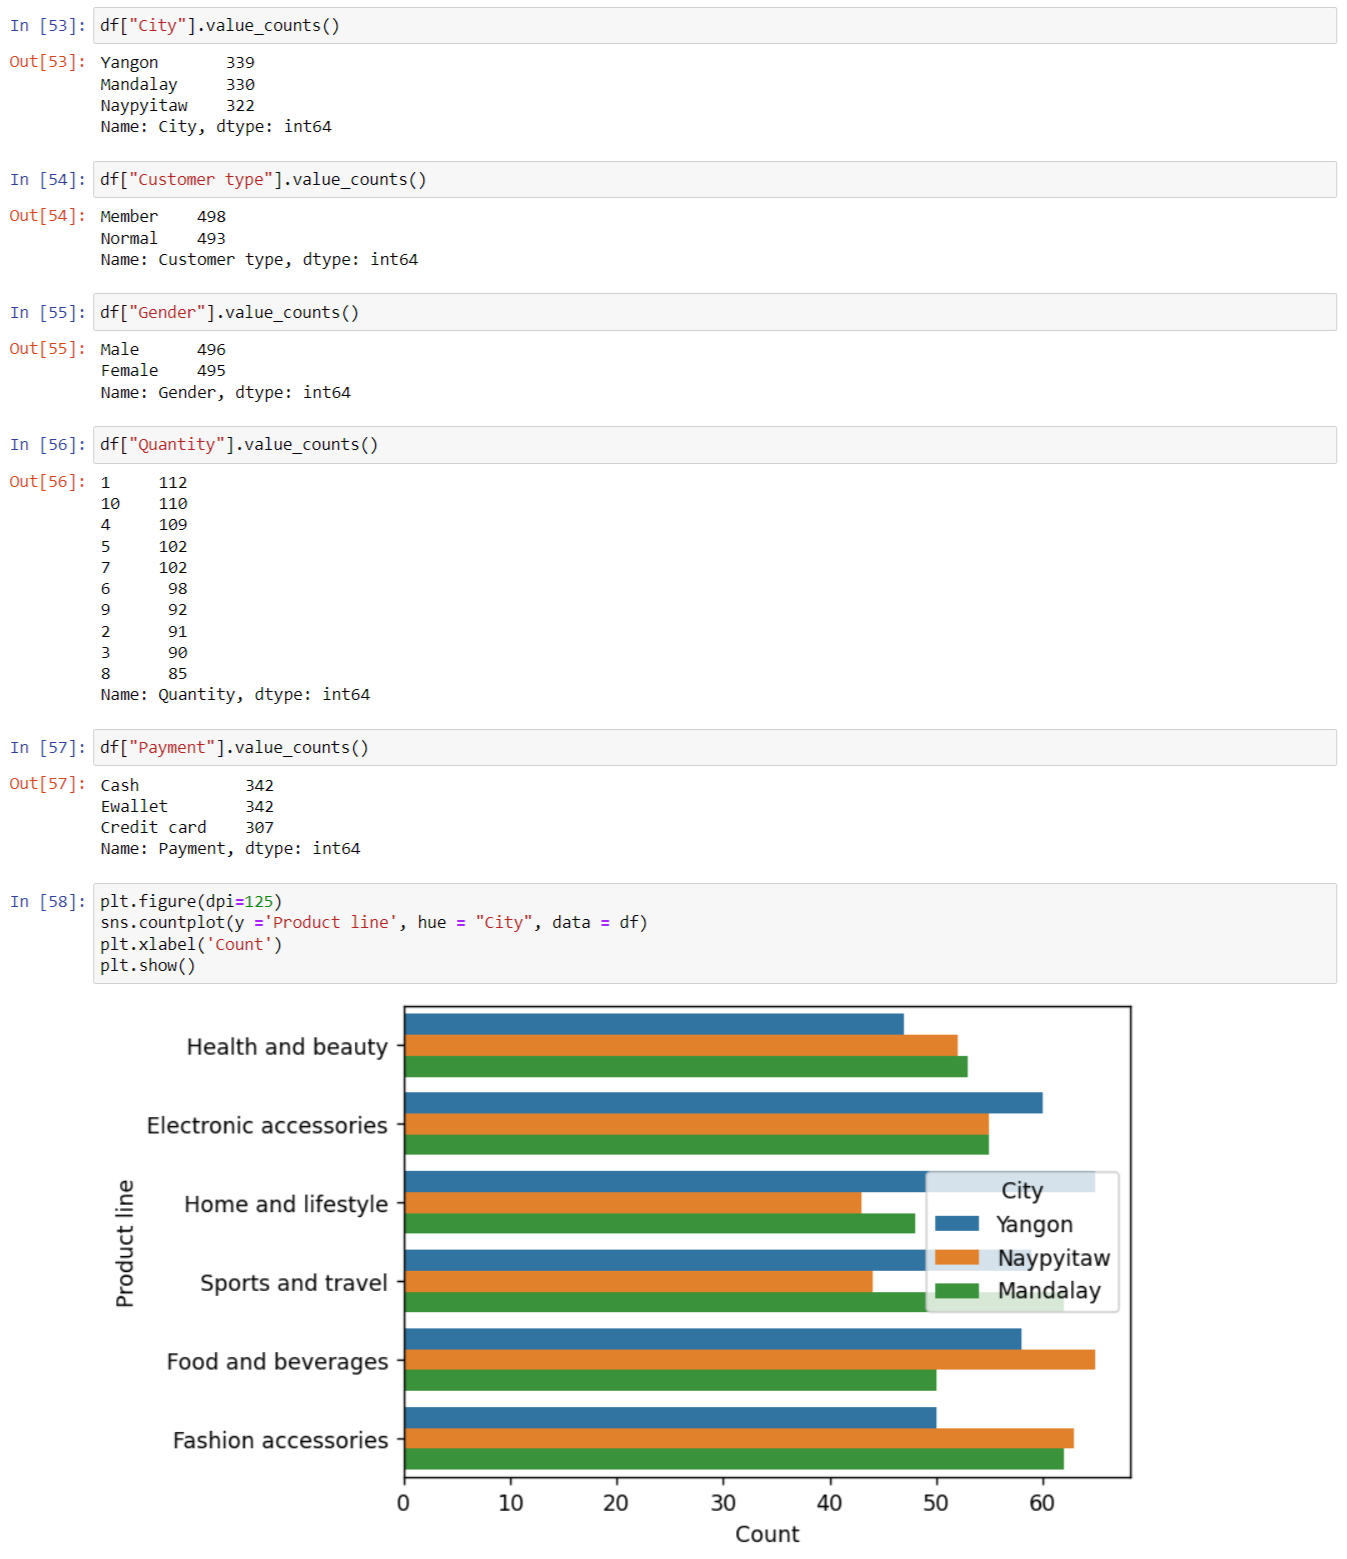 In [53]: df["City"].value_counts()
Out[53]: Yangon 339
Mandalay 330
Naypyitaw 322
Name: City, dtype: int64
In [54]: df["Customer type"].value_counts()
Out[54]: Member 498
Normal 493
Name: Customer type, dtype: int64
In [55]: df["Gender"].value_counts()
Out[55]: Male 496
Female 495
Name: Gender, dtype: int64
In [56]: df["Quantity"].value_counts()
Out[56]: 1 112
10 110
4 109
5 102
7 102
6 98
9 92
2 91
3 90
8 85
Name: Quantity, dtype: int64
In [57]: df["Payment"].value_counts()
Out[57]: Cash 342
Ewallet 342
Credit card 307
Name: Payment, dtype: int64
In [58]: plt.figure(dpi=125)
sns.countplot(y ='Product line', hue = "City", data = df)
plt.xlabel('Count')
plt.show()
Product line
Health and beauty
Electronic accessories
Home and lifestyle
Sports and travel
Food and beverages
Fashion accessories
City
Yangon
Naypyitaw
Mandalay
0 10 20 30 40 50 60
Count